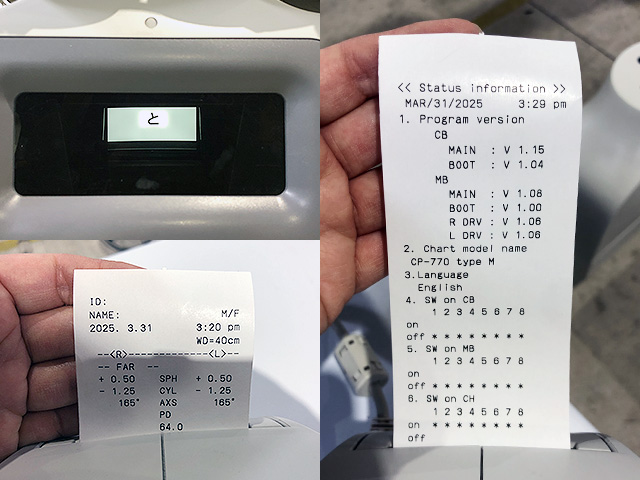 と
ID:
NAME: M/F
2025. 3.31 3:20 pm
WD=40cm
--<R>--------------<L>--
-- FAR --
+ 0.50 SPH + 0.50
- 1.25 CYL - 1.25
165° AXS 165°
PD
64.0
<< Status information >>
MAR/31/2025 3:29 pm
1. Program version
CB
MAIN : V 1.15
BOOT : V 1.04
MB
MAIN : V 1.08
BOOT : V 1.00
R DRV : V 1.06
L DRV : V 1.06
2. Chart model name
CP-770 type M
3.Language
English
4. SW on CB
1 2 3 4 5 6 7 8
on
off * * * * * * * *
5. SW on MB
1 2 3 4 5 6 7 8
on
off * * * * * * * *
6. SW on CH
1 2 3 4 5 6 7 8
on * * * * * * * *
off